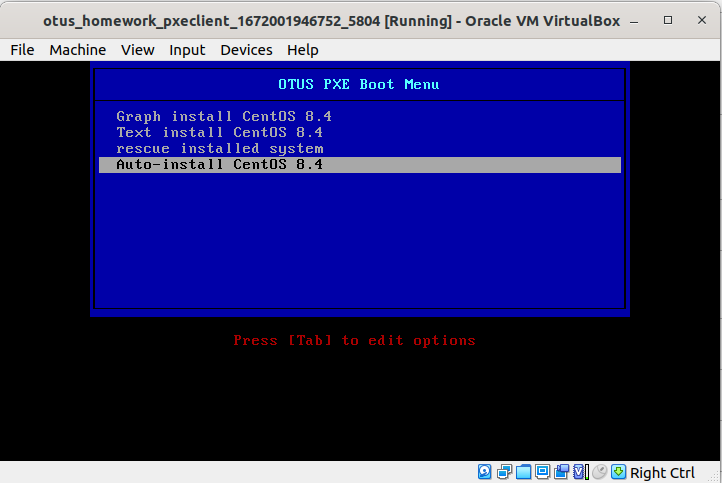 otus_homework_pxeclient_1672001946752_5804 [Running] - Oracle VM VirtualBox
File Machine View Input Devices Help
OTUS PXE Boot Menu
Graph install CentOS 8.4
Text install CentOS 8.4
rescue installed system
Auto-install CentOS 8.4
Press [Tab] to edit options
Right Ctrl